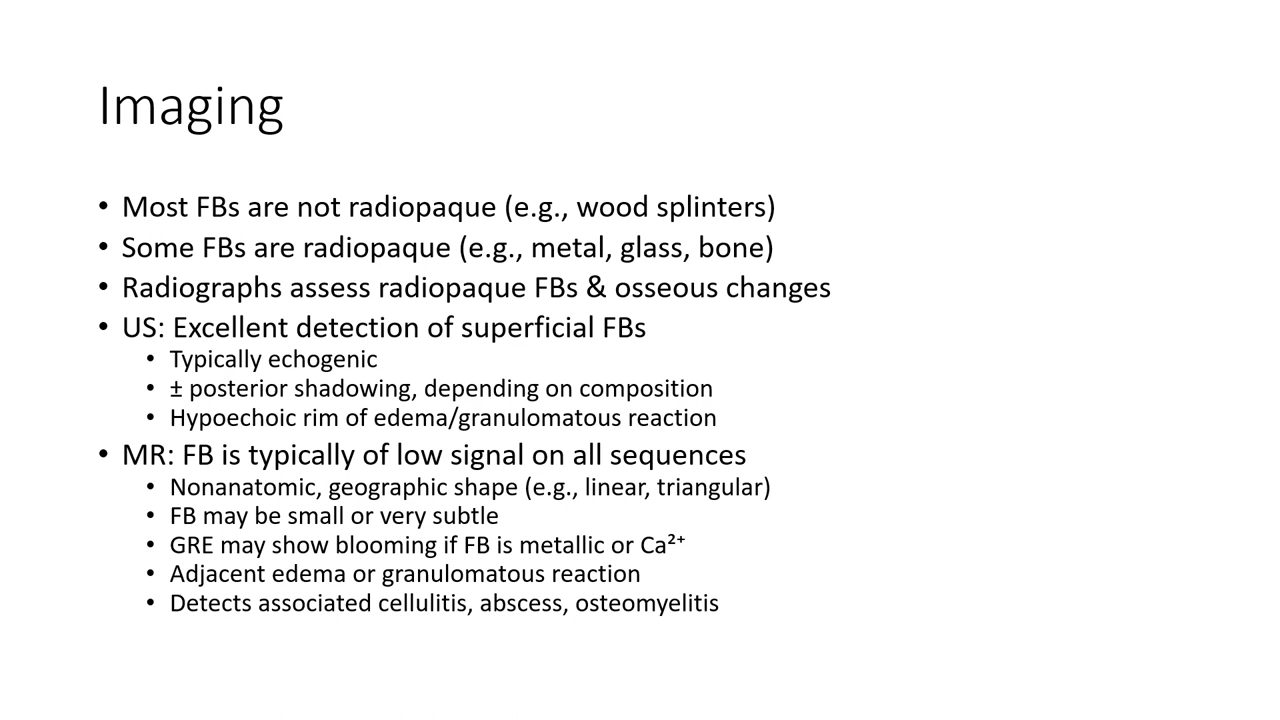 Imaging
• Most FBs are not radiopaque (e.g., wood splinters)
• Some FBs are radiopaque (e.g., metal, glass, bone)
• Radiographs assess radiopaque FBs & osseous changes
• US: Excellent detection of superficial FBs
• Typically echogenic
• ± posterior shadowing, depending on composition
• Hypoechoic rim of edema/granulomatous reaction
• MR: FB is typically of low signal on all sequences
• Nonanatomic, geographic shape (e.g., linear, triangular)
• FB may be small or very subtle
• GRE may show blooming if FB is metallic or Ca²⁺
• Adjacent edema or granulomatous reaction
• Detects associated cellulitis, abscess, osteomyelitis